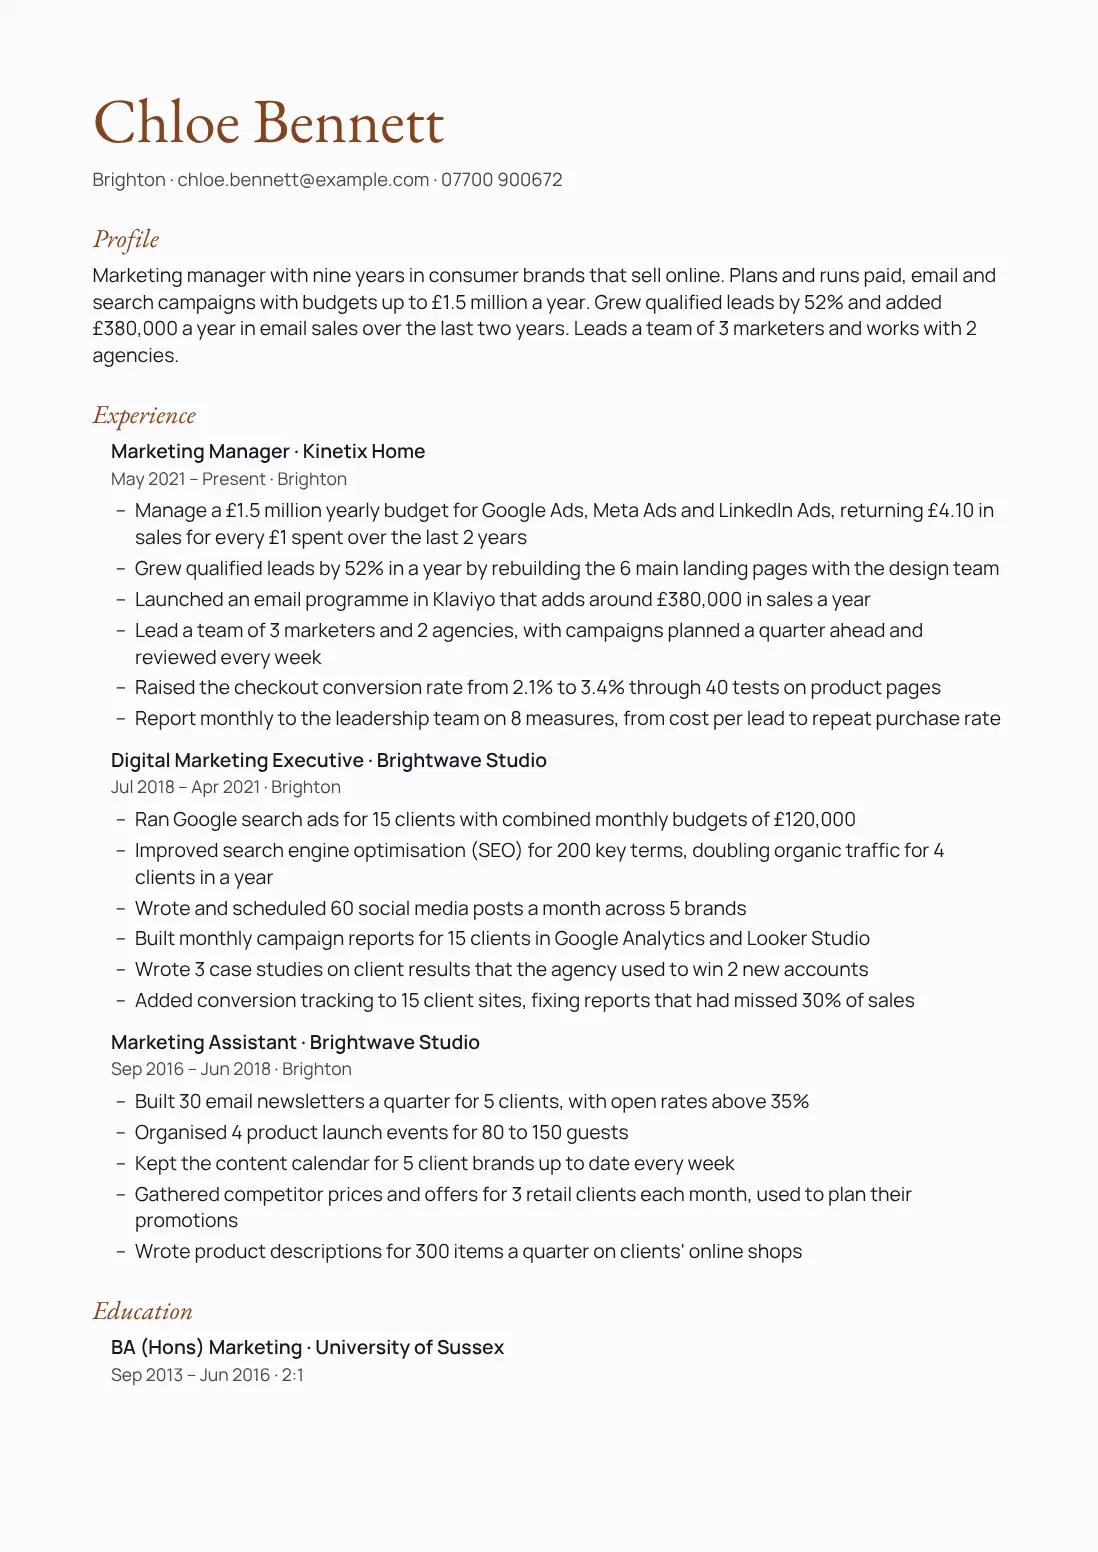 Chloe Bennett
Brighton · chloe.bennett@example.com · 07700 900672
Profile
Marketing manager with nine years in consumer brands that sell online. Plans and runs paid, email and
search campaigns with budgets up to £1.5 million a year. Grew qualified leads by 52% and added
£380,000 a year in email sales over the last two years. Leads a team of 3 marketers and works with 2
agencies.
Experience
Marketing Manager · Kinetix Home
May 2021 – Present · Brighton
– Manage a £1.5 million yearly budget for Google Ads, Meta Ads and LinkedIn Ads, returning £4.10 in
sales for every £1 spent over the last 2 years
– Grew qualified leads by 52% in a year by rebuilding the 6 main landing pages with the design team
– Launched an email programme in Klaviyo that adds around £380,000 in sales a year
– Lead a team of 3 marketers and 2 agencies, with campaigns planned a quarter ahead and
reviewed every week
– Raised the checkout conversion rate from 2.1% to 3.4% through 40 tests on product pages
– Report monthly to the leadership team on 8 measures, from cost per lead to repeat purchase rate
Digital Marketing Executive · Brightwave Studio
Jul 2018 – Apr 2021 · Brighton
– Ran Google search ads for 15 clients with combined monthly budgets of £120,000
– Improved search engine optimisation (SEO) for 200 key terms, doubling organic traffic for 4
clients in a year
– Wrote and scheduled 60 social media posts a month across 5 brands
– Built monthly campaign reports for 15 clients in Google Analytics and Looker Studio
– Wrote 3 case studies on client results that the agency used to win 2 new accounts
– Added conversion tracking to 15 client sites, fixing reports that had missed 30% of sales
Marketing Assistant · Brightwave Studio
Sep 2016 – Jun 2018 · Brighton
– Built 30 email newsletters a quarter for 5 clients, with open rates above 35%
– Organised 4 product launch events for 80 to 150 guests
– Kept the content calendar for 5 client brands up to date every week
– Gathered competitor prices and offers for 3 retail clients each month, used to plan their
promotions
– Wrote product descriptions for 300 items a quarter on clients' online shops
Education
BA (Hons) Marketing · University of Sussex
Sep 2013 – Jun 2016 · 2:1